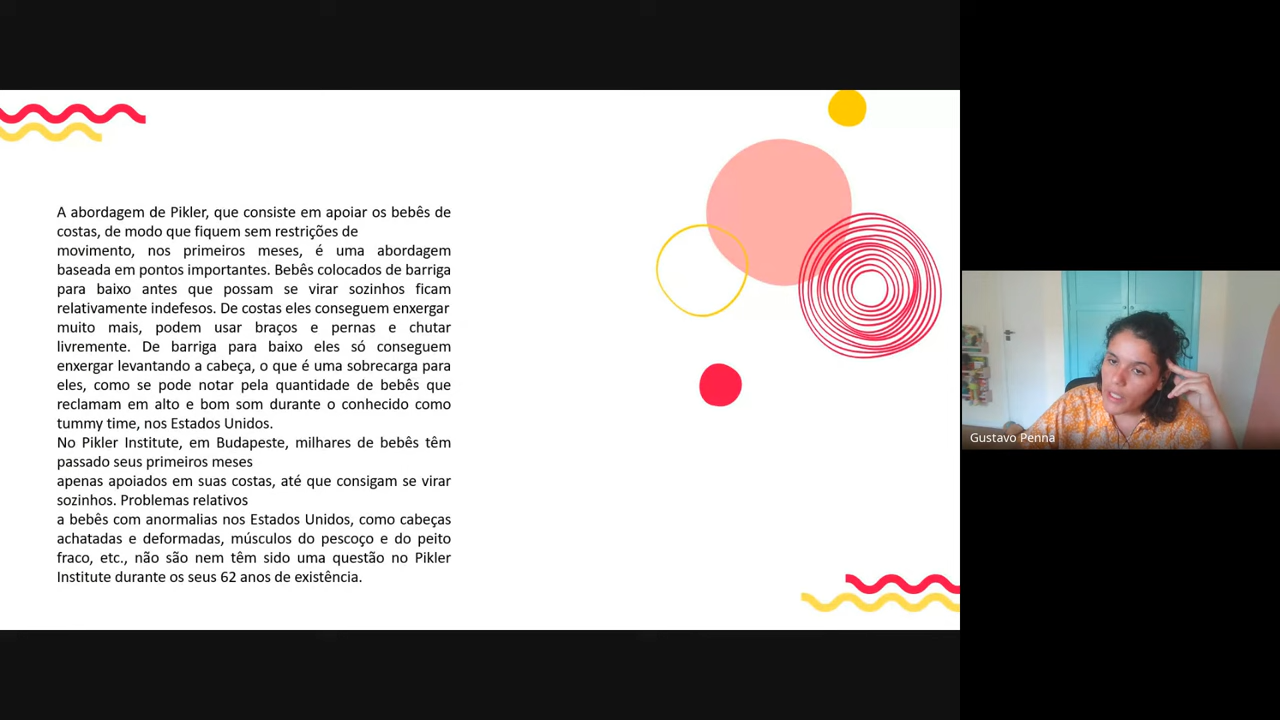 A abordagem de Pikler, que consiste em apoiar os bebês de
costas, de modo que fiquem sem restrições de
movimento, nos primeiros meses, é uma abordagem
baseada em pontos importantes. Bebês colocados de barriga
para baixo antes que possam se virar sozinhos ficam
relativamente indefesos. De costas eles conseguem enxergar
muito mais, podem usar braços e pernas e chutar
livremente. De barriga para baixo eles só conseguem
enxergar levantando a cabeça, o que é uma sobrecarga para
eles, como se pode notar pela quantidade de bebês que
reclamam em alto e bom som durante o conhecido como
tummy time, nos Estados Unidos.
No Pikler Institute, em Budapeste, milhares de bebês têm
passado seus primeiros meses
apenas apoiados em suas costas, até que consigam se virar
sozinhos. Problemas relativos
a bebês com anormalias nos Estados Unidos, como cabeças
achatadas e deformadas, músculos do pescoço e do peito
fraco, etc., não são nem têm sido uma questão no Pikler
Institute durante os seus 62 anos de existência.
Gustavo Penna